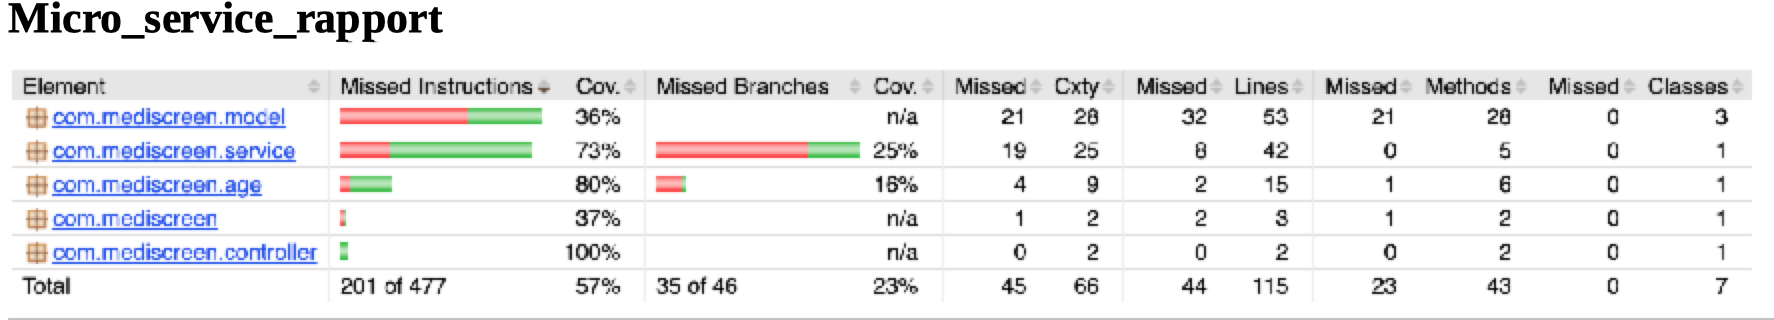 Micro_service_rapport
Element Missed Instructions Cov. Missed Branches Cov. Missed Cxty Missed Lines Missed Methods Missed Classes
com.mediscreen.model 36% n/a 21 28 32 53 21 28 0 3
com.mediscreen.service 73% 25% 19 25 8 42 0 5 0 1
com.mediscreen.age 80% 16% 4 9 2 15 1 6 0 1
com.mediscreen 37% n/a 1 2 2 3 1 2 0 1
com.mediscreen.controller 100% n/a 0 2 0 2 0 2 0 1
Total 201 of 477 57% 35 of 46 23% 45 66 44 115 23 43 0 7